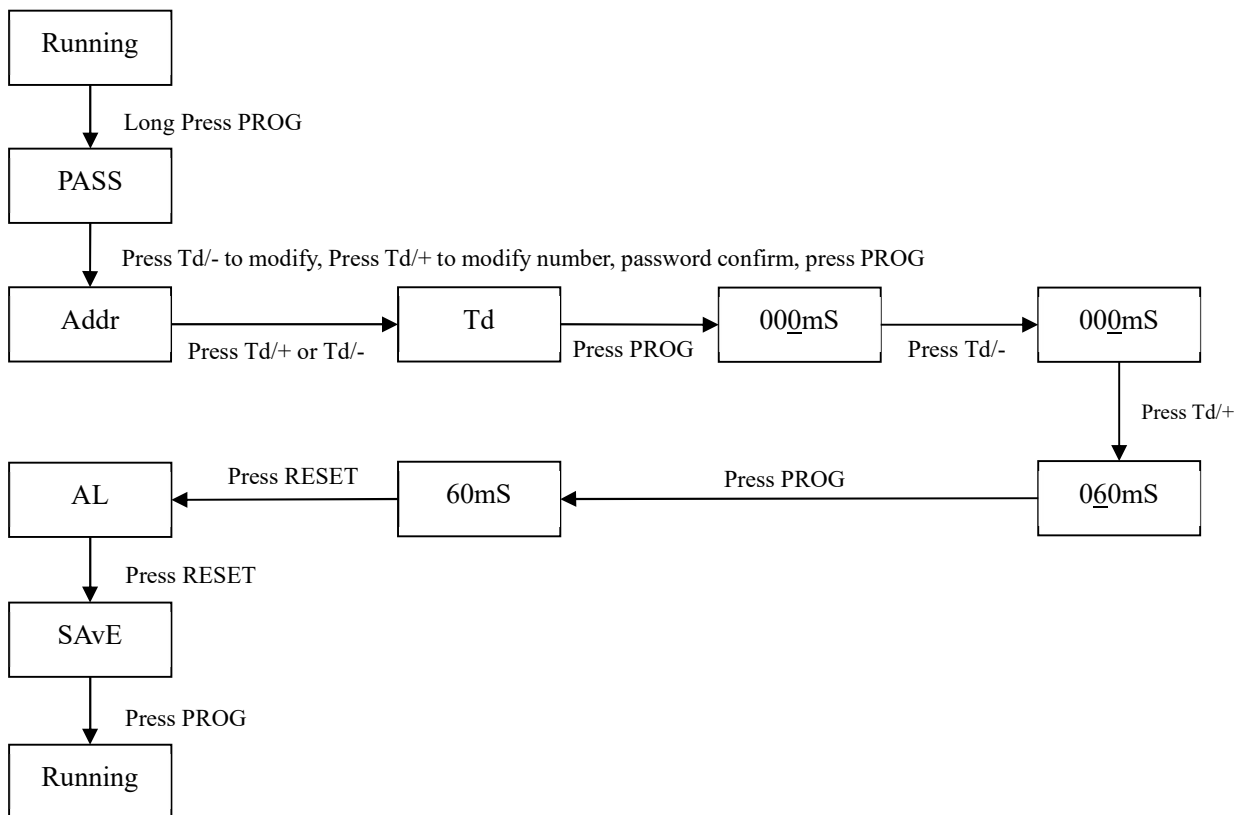 Running
Long Press PROG
PASS
Press Td/- to modify, Press Td/+ to modify number, password confirm, press PROG
Addr
Press Td/+ or Td/-
Td
Press PROG
000mS
Press Td/-
000mS
Press Td/+
060mS
Press PROG
60mS
Press RESET
AL
Press RESET
SAvE
Press PROG
Running